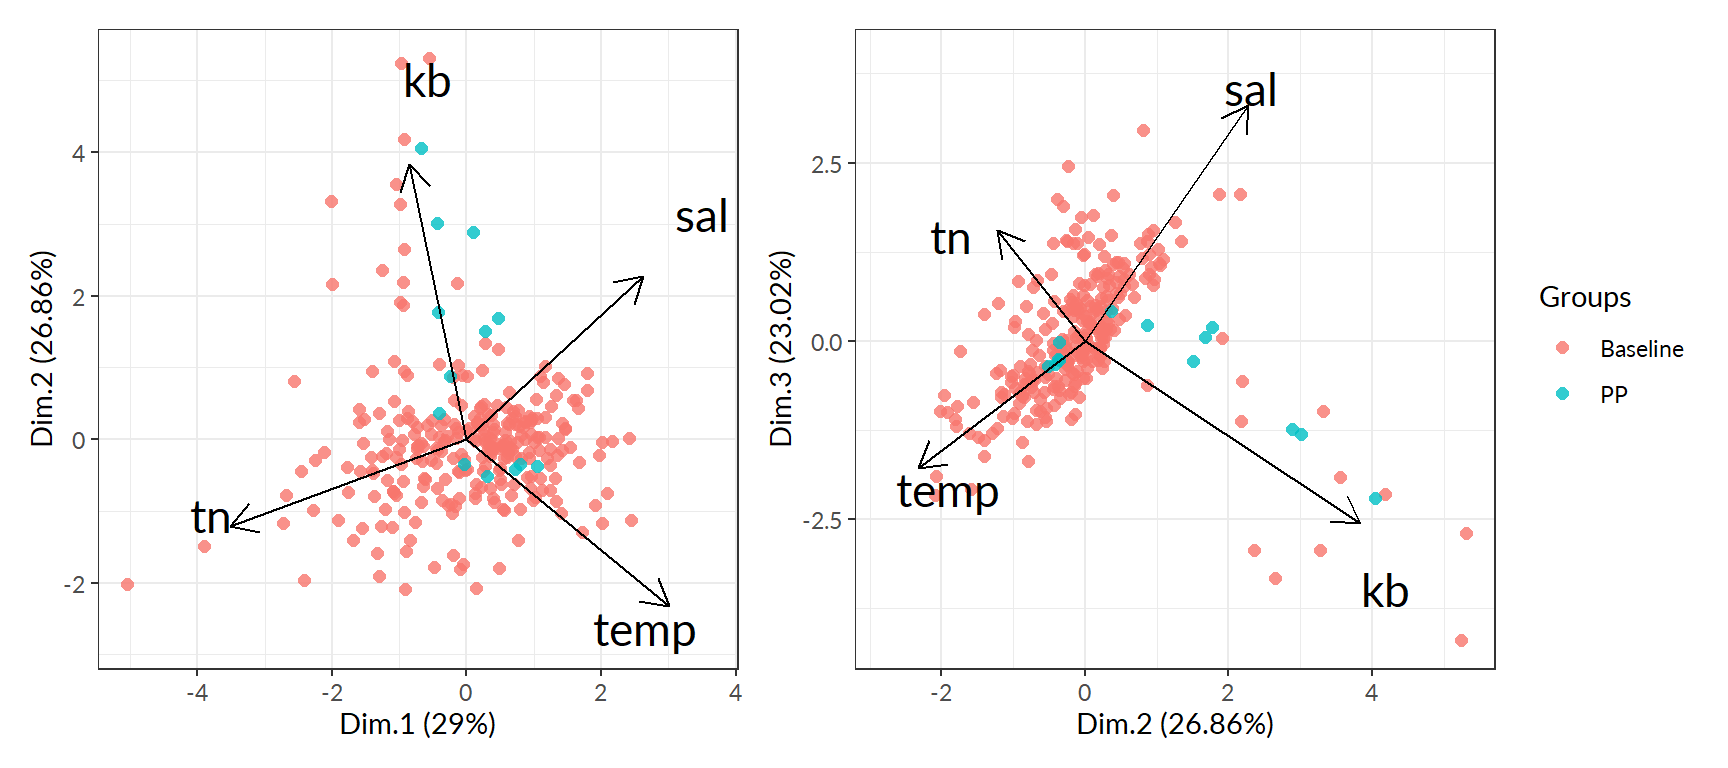 kb
sal
tn
temp
4
2
0
-2
-4
-2
0
2
4
Dim.1 (29%)
Dim.2 (26.86%)
sal
tn
temp
kb
2.5
0.0
-2.5
-2
0
2
4
Dim.2 (26.86%)
Dim.3 (23.02%)
Groups
Baseline
PP